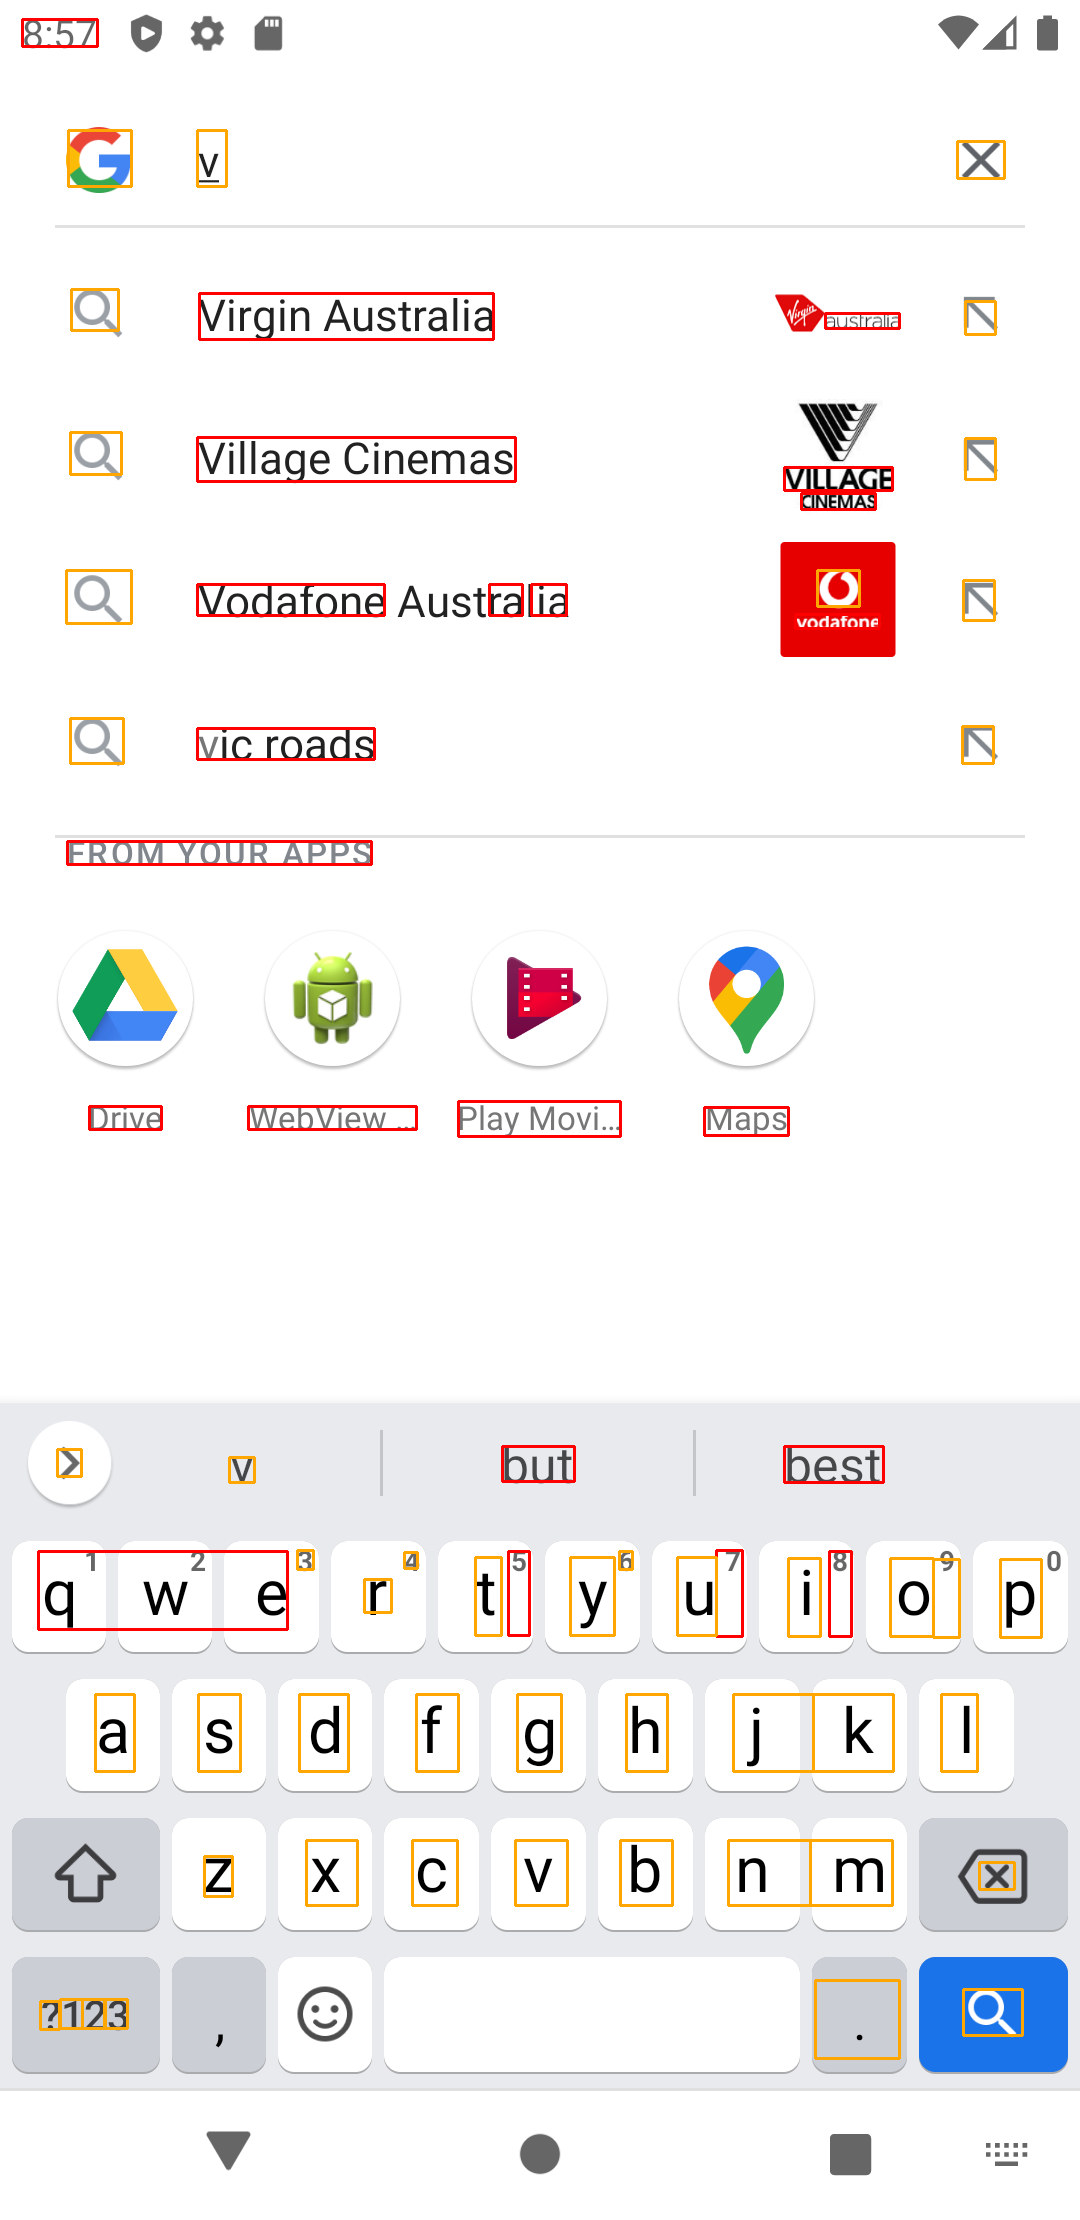 8:57
v
Virgin Australia
Virgin australia
Village Cinemas
VILLAGE
CINEMAS
Vodafone Australia
vodafone
vic roads
FROM YOUR APPS
Drive WebView ... Play Movi... Maps
v but best
q 1 w 2 e 3 r 4 t 5 y 6 u 7 i 8 o 9 p 0
a s d f g h j k l
z x c v b n m
?123 , .